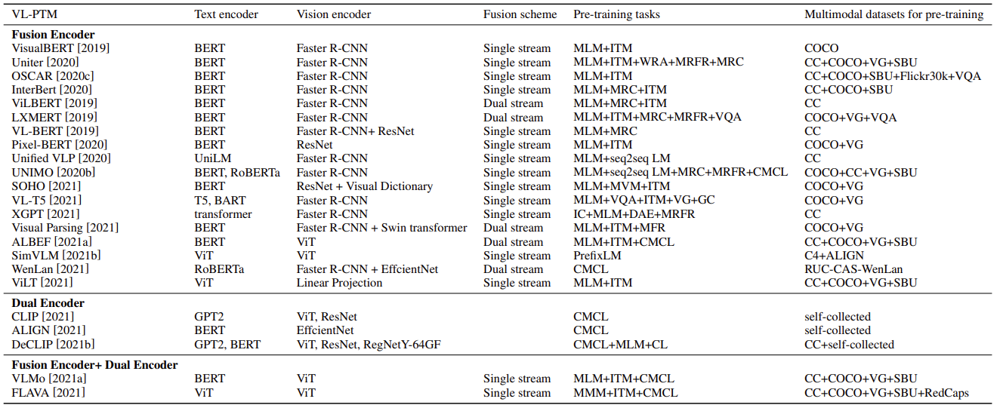 VL-PTM Text encoder Vision encoder Fusion scheme Pre-training tasks Multimodal datasets for pre-training
Fusion Encoder
VisualBERT [2019] BERT Faster R-CNN Single stream MLM+ITM COCO
Uniter [2020] BERT Faster R-CNN Single stream MLM+ITM+WRA+MRFR+MRC CC+COCO+VG+SBU
OSCAR [2020c] BERT Faster R-CNN Single stream MLM+ITM CC+COCO+SBU+Flickr30k+VQA
InterBert [2020] BERT Faster R-CNN Single stream MLM+MRC+ITM CC+COCO+SBU
ViLBERT [2019] BERT Faster R-CNN Dual stream MLM+MRC+ITM CC
LXMERT [2019] BERT Faster R-CNN Dual stream MLM+ITM+MRC+MRFR+VQA COCO+VG+VQA
VL-BERT [2019] BERT Faster R-CNN+ ResNet Single stream MLM+MRC CC
Pixel-BERT [2020] BERT ResNet Single stream MLM+ITM COCO+VG
Unified VLP [2020] UniLM Faster R-CNN Single stream MLM+seq2seq LM CC
UNIMO [2020b] BERT, RoBERTa Faster R-CNN Single stream MLM+seq2seq LM+MRC+MRFR+CMCL COCO+CC+VG+SBU
SOHO [2021] BERT ResNet + Visual Dictionary Single stream MLM+MVM+ITM COCO+VG
VL-T5 [2021] T5, BART Faster R-CNN Single stream MLM+VQA+ITM+VG+GC COCO+VG
XGPT [2021] transformer Faster R-CNN Single stream IC+MLM+DAE+MRFR CC
Visual Parsing [2021] BERT Faster R-CNN + Swin transformer Dual stream MLM+ITM+MFR COCO+VG
ALBEF [2021a] BERT ViT Dual stream MLM+ITM+CMCL CC+COCO+VG+SBU
SimVLM [2021b] ViT ViT Single stream PrefixLM C4+ALIGN
WenLan [2021] RoBERTa Faster R-CNN + EffcientNet Dual stream CMCL RUC-CAS-WenLan
ViLT [2021] ViT Linear Projection Single stream MLM+ITM CC+COCO+VG+SBU
Dual Encoder
CLIP [2021] GPT2 ViT, ResNet CMCL self-collected
ALIGN [2021] BERT EffcientNet CMCL self-collected
DeCLIP [2021b] GPT2, BERT ViT, ResNet, RegNetY-64GF CMCL+MLM+CL CC+self-collected
Fusion Encoder+ Dual Encoder
VLMo [2021a] BERT ViT Single stream MLM+ITM+CMCL CC+COCO+VG+SBU
FLAVA [2021] ViT ViT Single stream MMM+ITM+CMCL CC+COCO+VG+SBU+RedCaps